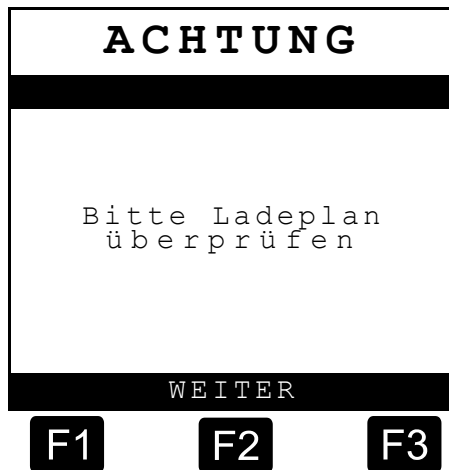 ACHTUNG
Bitte Ladeplan
überprüfen
WEITER
F1 F2 F3